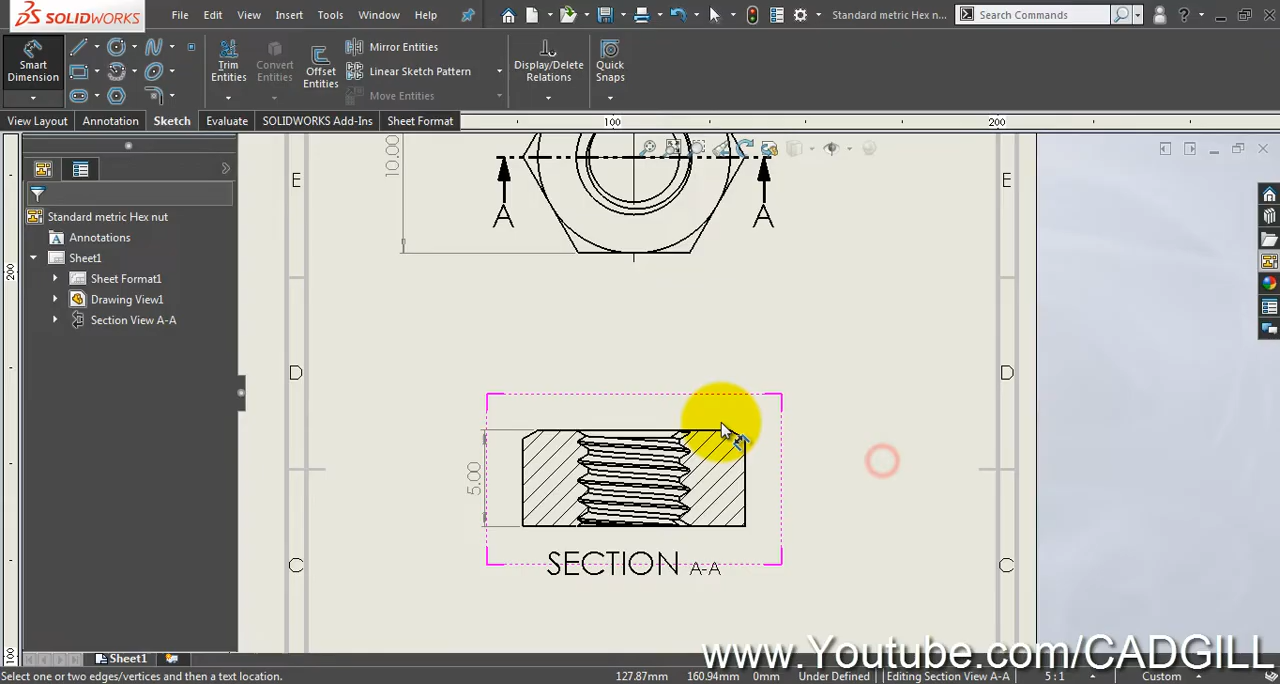 SOLIDWORKS
File Edit View Insert Tools Window Help
Standard metric Hex n...
Search Commands
Smart Dimension
Trim Entities
Convert Entities
Offset Entities
Mirror Entities
Linear Sketch Pattern
Move Entities
Display/Delete Relations
Quick Snaps
View Layout Annotation Sketch Evaluate SOLIDWORKS Add-Ins Sheet Format
100 200
200
100
Standard metric Hex nut
Annotations
Sheet1
Sheet Format1
Drawing View1
Section View A-A
10.00
E E
A A
D D
5.00
C C
SECTION A-A
Sheet1
www.Youtube.com/CADGILL
Select one or two edges/vertices and then a text location.
127.87mm 160.94mm 0mm Under Defined Editing Section View A-A 5 : 1 Custom